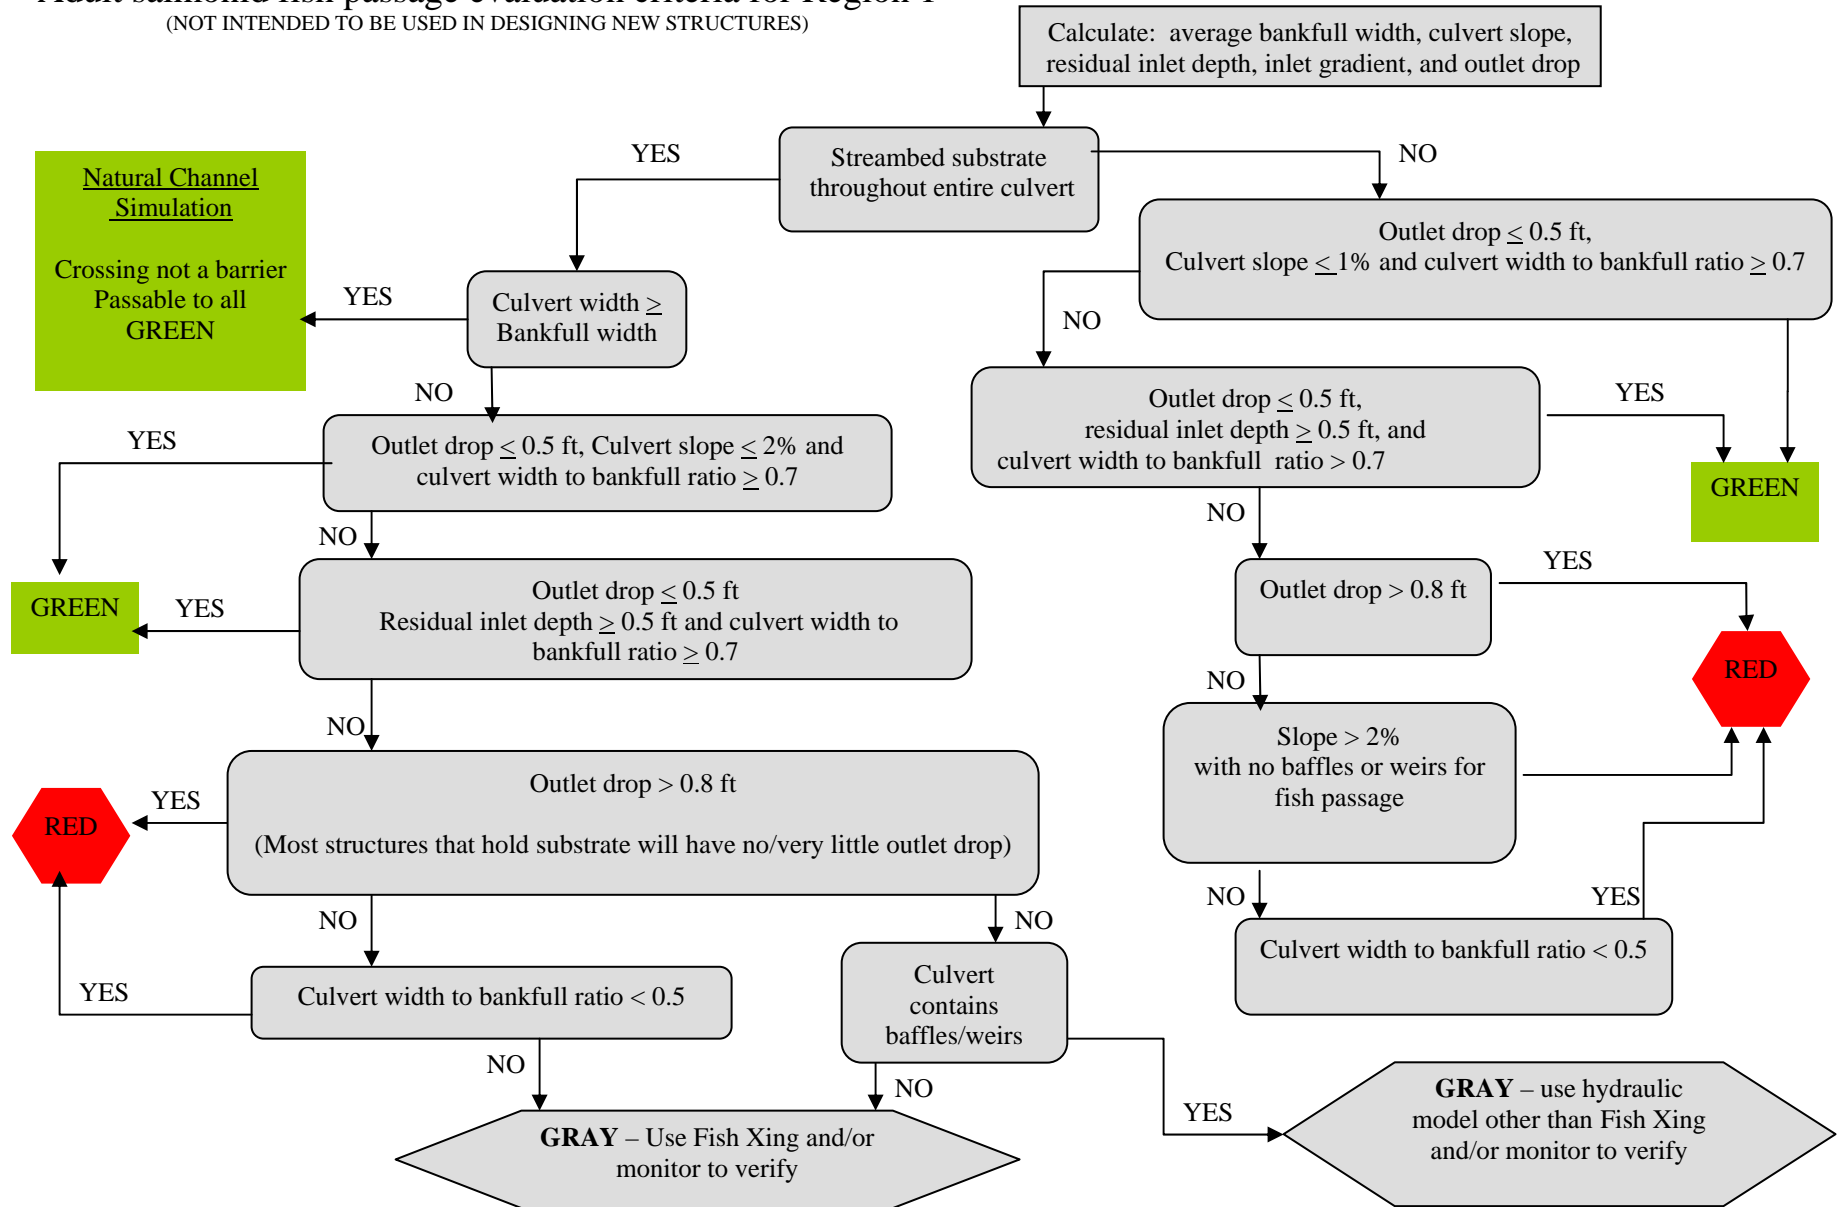 Adult salmonid fish passage evaluation criteria for Region 1
(NOT INTENDED TO BE USED IN DESIGNING NEW STRUCTURES)
Calculate: average bankfull width, culvert slope,
residual inlet depth, inlet gradient, and outlet drop
Streambed substrate
throughout entire culvert
YES
NO
Natural Channel
Simulation
Crossing not a barrier
Passable to all
GREEN
YES
Culvert width ≥
Bankfull width
NO
Outlet drop ≤ 0.5 ft,
Culvert slope ≤ 1% and culvert width to bankfull ratio ≥ 0.7
NO
Outlet drop ≤ 0.5 ft,
residual inlet depth ≥ 0.5 ft, and
culvert width to bankfull ratio > 0.7
YES
GREEN
YES
Outlet drop ≤ 0.5 ft, Culvert slope ≤ 2% and
culvert width to bankfull ratio ≥ 0.7
NO
GREEN
YES
Outlet drop ≤ 0.5 ft
Residual inlet depth ≥ 0.5 ft and culvert width to
bankfull ratio ≥ 0.7
NO
NO
Outlet drop > 0.8 ft
YES
RED
NO
Slope > 2%
with no baffles or weirs for
fish passage
NO
YES
Culvert width to bankfull ratio < 0.5
RED
YES
Outlet drop > 0.8 ft
(Most structures that hold substrate will have no/very little outlet drop)
NO
NO
YES
Culvert width to bankfull ratio < 0.5
Culvert
contains
baffles/weirs
NO
NO
YES
GRAY – Use Fish Xing and/or
monitor to verify
GRAY – use hydraulic
model other than Fish Xing
and/or monitor to verify